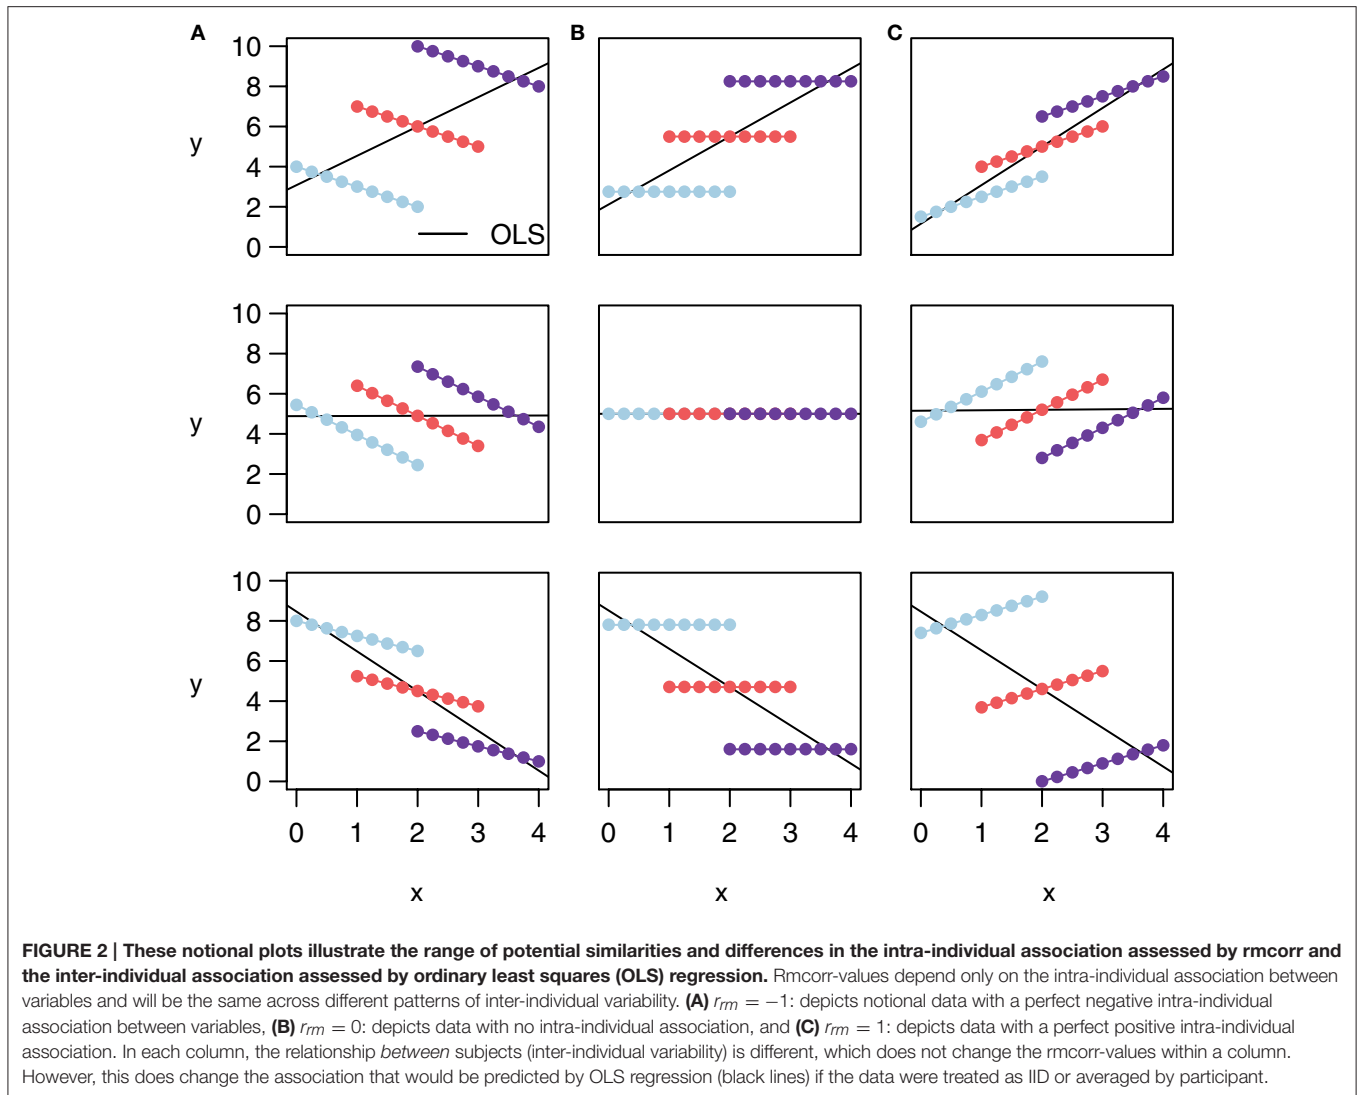 A
B
C
10
8
6
y
4
2
0
OLS
10
8
6
y
4
2
0
10
8
6
y
4
2
0
0 1 2 3 4 0 1 2 3 4 0 1 2 3 4
x x x
FIGURE 2 | These notional plots illustrate the range of potential similarities and differences in the intra-individual association assessed by rmcorr and
the inter-individual association assessed by ordinary least squares (OLS) regression. Rmcorr-values depend only on the intra-individual association between
variables and will be the same across different patterns of inter-individual variability. (A) rrm = −1: depicts notional data with a perfect negative intra-individual
association between variables, (B) rrm = 0: depicts data with no intra-individual association, and (C) rrm = 1: depicts data with a perfect positive intra-individual
association. In each column, the relationship between subjects (inter-individual variability) is different, which does not change the rmcorr-values within a column.
However, this does change the association that would be predicted by OLS regression (black lines) if the data were treated as IID or averaged by participant.